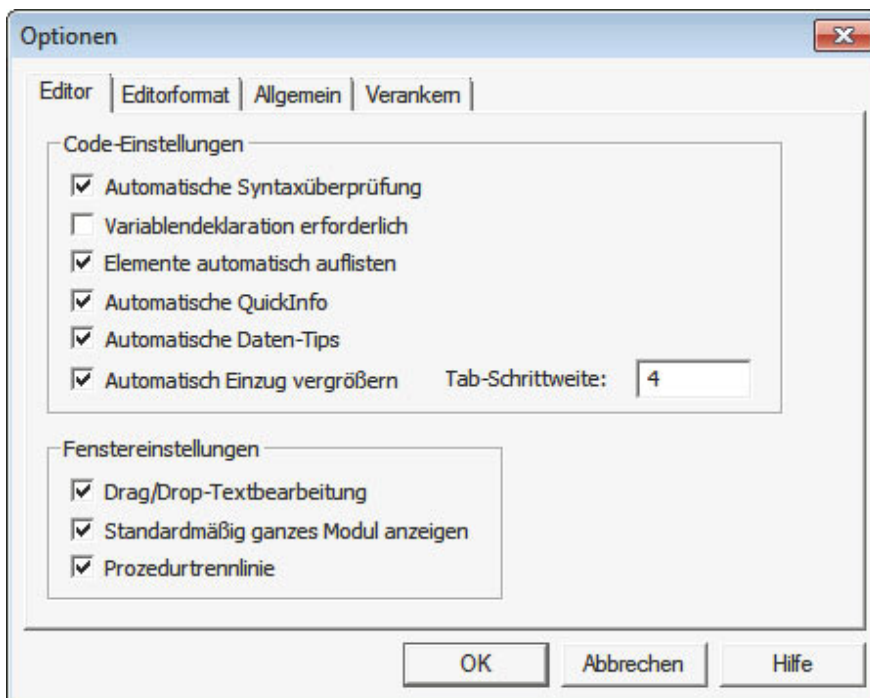 Optionen
Editor Editorformat Allgemein Verankern
Code-Einstellungen
Automatische Syntaxüberprüfung
Variablendeklaration erforderlich
Elemente automatisch auflisten
Automatische QuickInfo
Automatische Daten-Tips
Automatisch Einzug vergrößern Tab-Schrittweite: 4
Fenstereinstellungen
Drag/Drop-Textbearbeitung
Standardmäßig ganzes Modul anzeigen
Prozedurtrennlinie
OK Abbrechen Hilfe